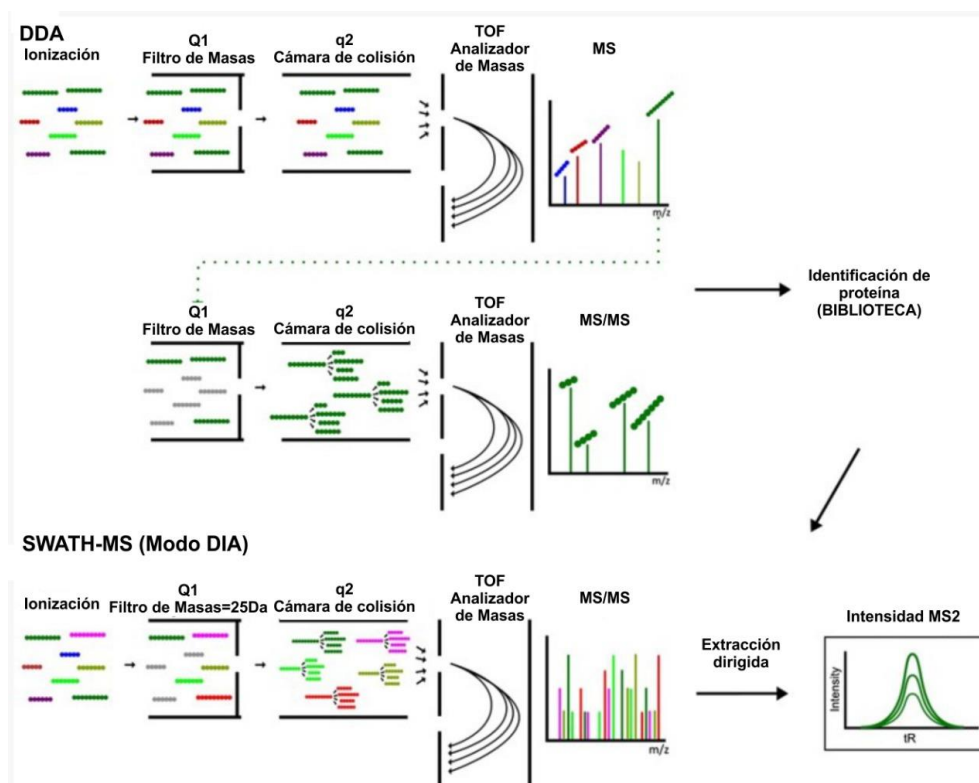 DDA
Ionización
Q1
Filtro de Masas
q2
Cámara de colisión
TOF
Analizador
de Masas
MS
m/z
Q1
Filtro de Masas
q2
Cámara de colisión
TOF
Analizador
de Masas
MS/MS
m/z
Identificación de
proteína
(BIBLIOTECA)
SWATH-MS (Modo DIA)
Ionización
Q1
Filtro de Masas=25Da
q2
Cámara de colisión
TOF
Analizador
de Masas
MS/MS
m/z
Extracción
dirigida
Intensidad MS2
Intensity
tR